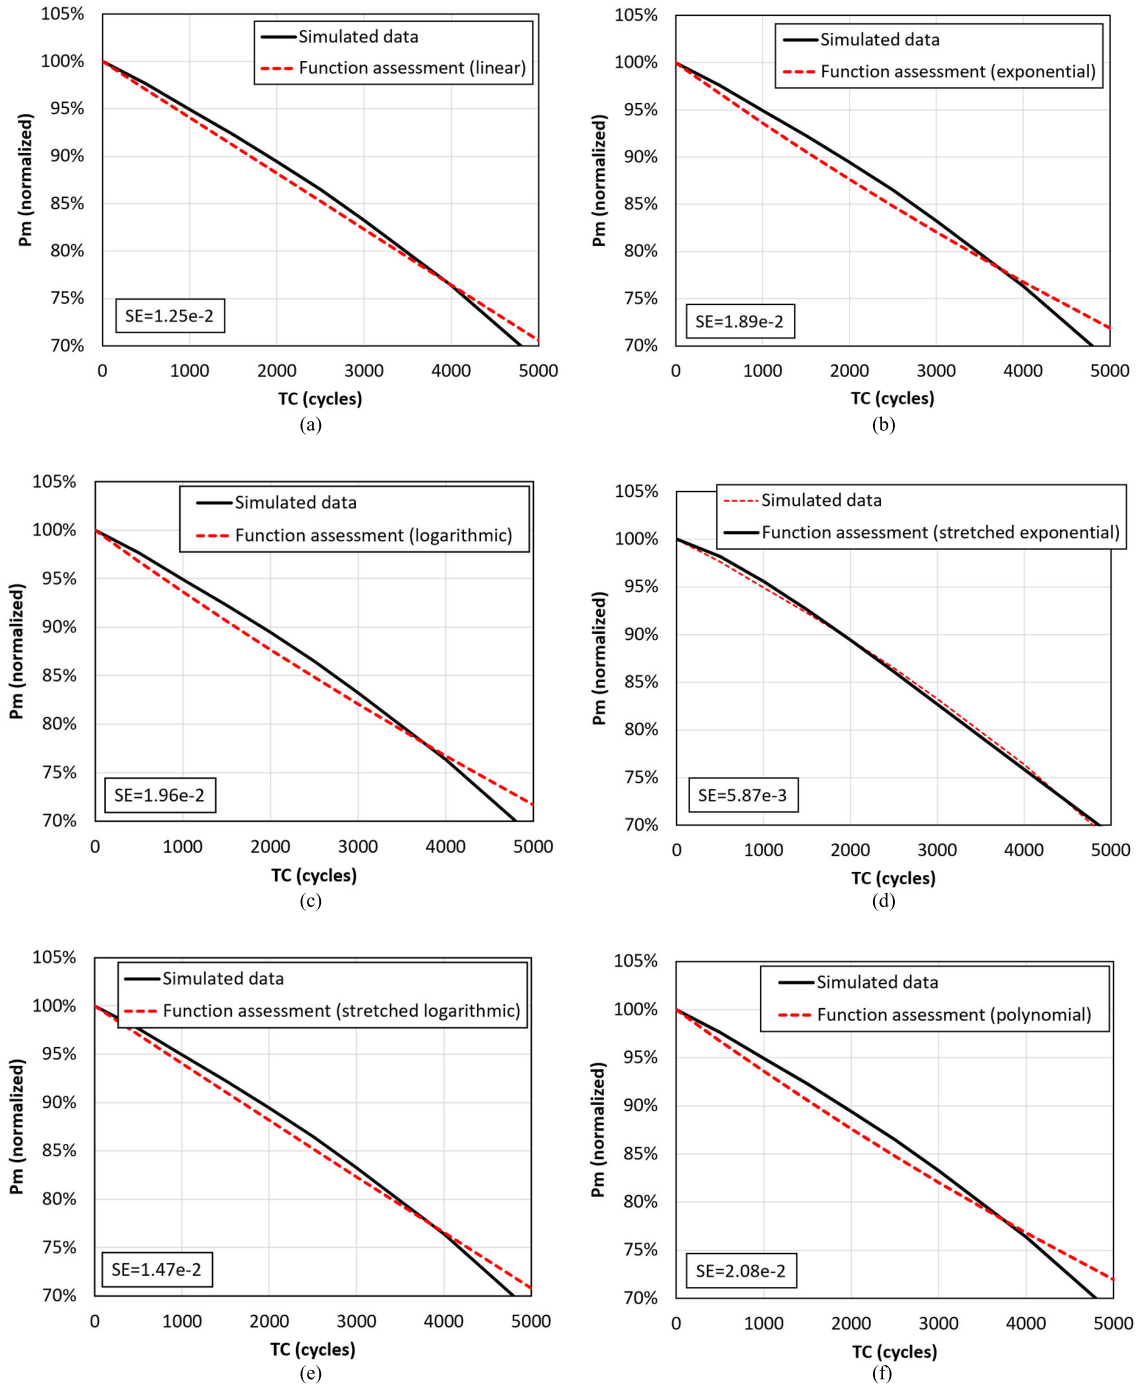 105%
100%
95%
90%
85%
80%
75%
70%
Pm (normalized)
Simulated data
Function assessment (linear)
SE=1.25e-2
0 1000 2000 3000 4000 5000
TC (cycles)
(a)
105%
100%
95%
90%
85%
80%
75%
70%
Pm (normalized)
Simulated data
Function assessment (exponential)
SE=1.89e-2
0 1000 2000 3000 4000 5000
TC (cycles)
(b)
105%
100%
95%
90%
85%
80%
75%
70%
Pm (normalized)
Simulated data
Function assessment (logarithmic)
SE=1.96e-2
0 1000 2000 3000 4000 5000
TC (cycles)
(c)
105%
100%
95%
90%
85%
80%
75%
70%
Pm (normalized)
Simulated data
Function assessment (stretched exponential)
SE=5.87e-3
0 1000 2000 3000 4000 5000
TC (cycles)
(d)
105%
100%
95%
90%
85%
80%
75%
70%
Pm (normalized)
Simulated data
Function assessment (stretched logarithmic)
SE=1.47e-2
0 1000 2000 3000 4000 5000
TC (cycles)
(e)
105%
100%
95%
90%
85%
80%
75%
70%
Pm (normalized)
Simulated data
Function assessment (polynomial)
SE=2.08e-2
0 1000 2000 3000 4000 5000
TC (cycles)
(f)